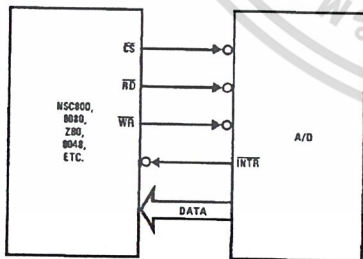 CS
RD
NSC800,
8080,
Z80,
8048,
ETC.
WR
A/D
INTR
DATA